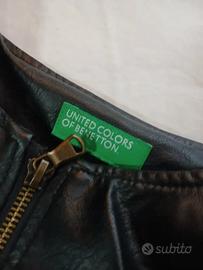 UNITED COLORS
OF BENETTON.
subito